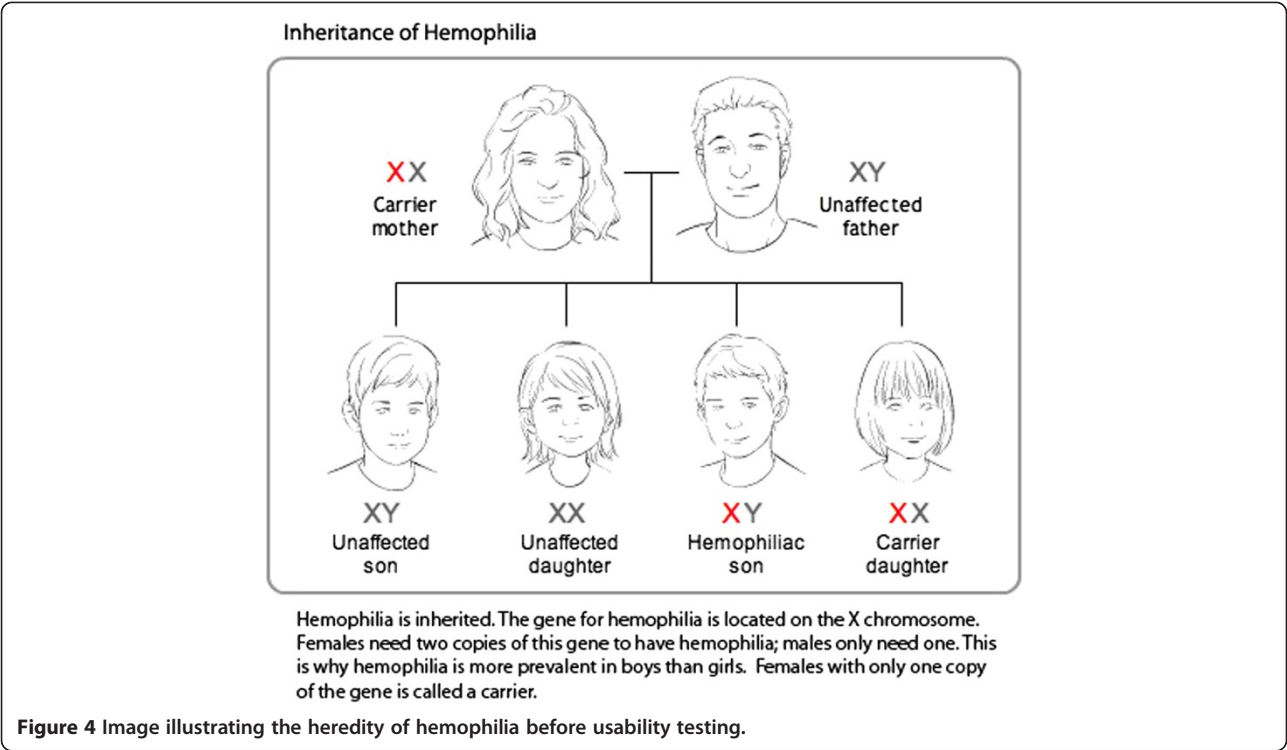 Inheritance of Hemophilia
XX
Carrier
mother
XY
Unaffected
father
XY
Unaffected
son
XX
Unaffected
daughter
XY
Hemophiliac
son
XX
Carrier
daughter
Hemophilia is inherited. The gene for hemophilia is located on the X chromosome.
Females need two copies of this gene to have hemophilia; males only need one. This
is why hemophilia is more prevalent in boys than girls. Females with only one copy
of the gene is called a carrier.
Figure 4 Image illustrating the heredity of hemophilia before usability testing.